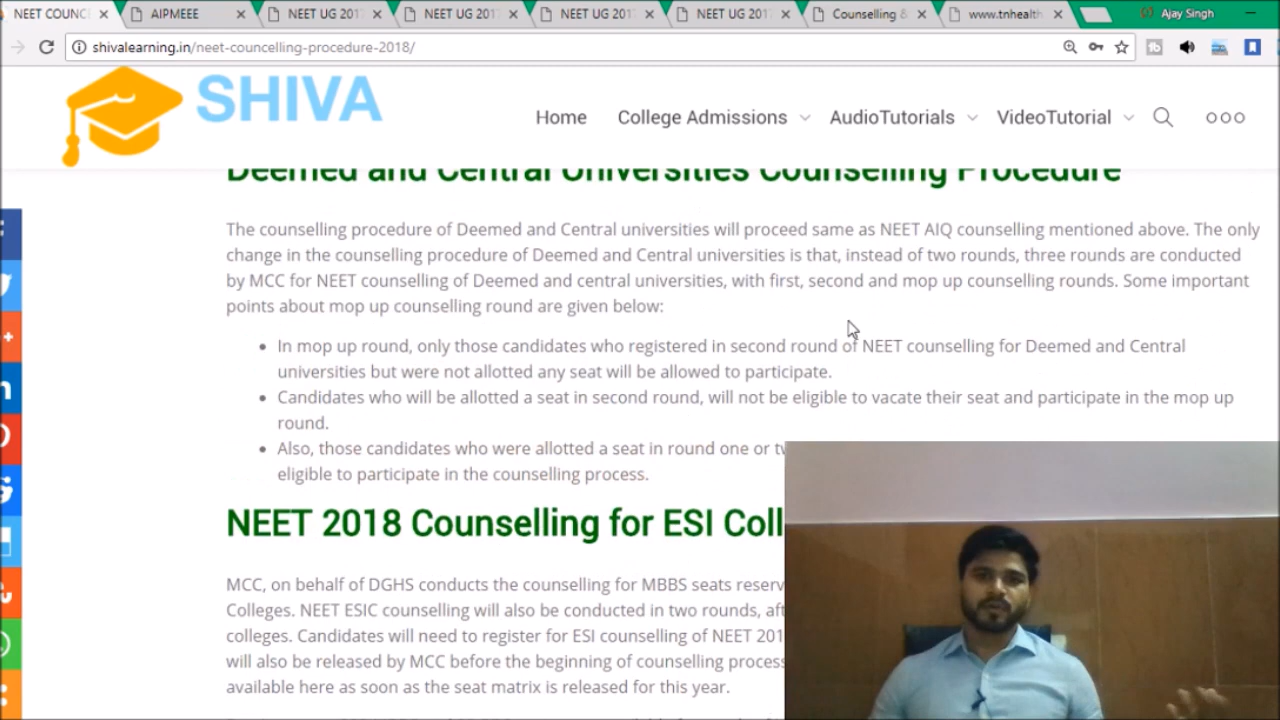 NEET COUNC
AIPMEEE
NEET UG 2017
NEET UG 2017
NEET UG 2017
NEET UG 2017
Counselling &
www.tnhealth
Ajay Singh
shivalearning.in/neet-councelling-procedure-2018/
SHIVA
Home
College Admissions
AudioTutorials
VideoTutorial
Deemed and Central Universities Counselling Procedure
The counselling procedure of Deemed and Central universities will proceed same as NEET AIQ counselling mentioned above. The only
change in the counselling procedure of Deemed and Central universities is that, instead of two rounds, three rounds are conducted
by MCC for NEET counselling of Deemed and central universities, with first, second and mop up counselling rounds. Some important
points about mop up counselling round are given below:
In mop up round, only those candidates who registered in second round of NEET counselling for Deemed and Central
universities but were not allotted any seat will be allowed to participate.
Candidates who will be allotted a seat in second round, will not be eligible to vacate their seat and participate in the mop up
round.
Also, those candidates who were allotted a seat in round one or tw
eligible to participate in the counselling process.
NEET 2018 Counselling for ESI Coll
MCC, on behalf of DGHS conducts the counselling for MBBS seats reserv
Colleges. NEET ESIC counselling will also be conducted in two rounds, aft
colleges. Candidates will need to register for ESI counselling of NEET 201
will also be released by MCC before the beginning of counselling process
available here as soon as the seat matrix is released for this year.